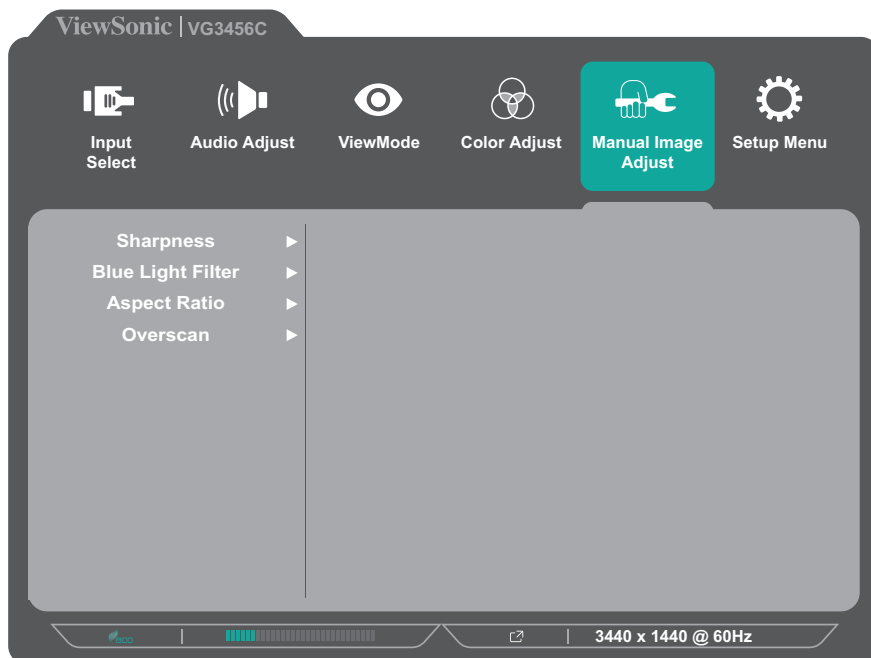 ViewSonic | VG3456C
Input
Select
Audio Adjust
ViewMode
Color Adjust
Manual Image
Adjust
Setup Menu
Sharpness
Blue Light Filter
Aspect Ratio
Overscan
eco
3440 x 1440 @ 60Hz